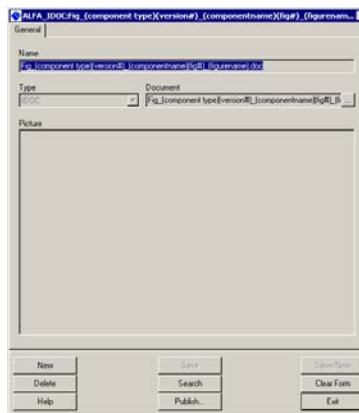 ALFA_IDOC:Fig_(component type)(version#)_(componentname)(fig#)_(figurenam...
General
Name
Fig_(component type)(version#)_(componentname)(fig#)_(figurename).doc
Type Document
IDOC Fig_(component type)(version#)_(componentname)(fig#)_(fi ...
Picture
New Save Save/New
Delete Search Clear Form
Help Publish... Exit